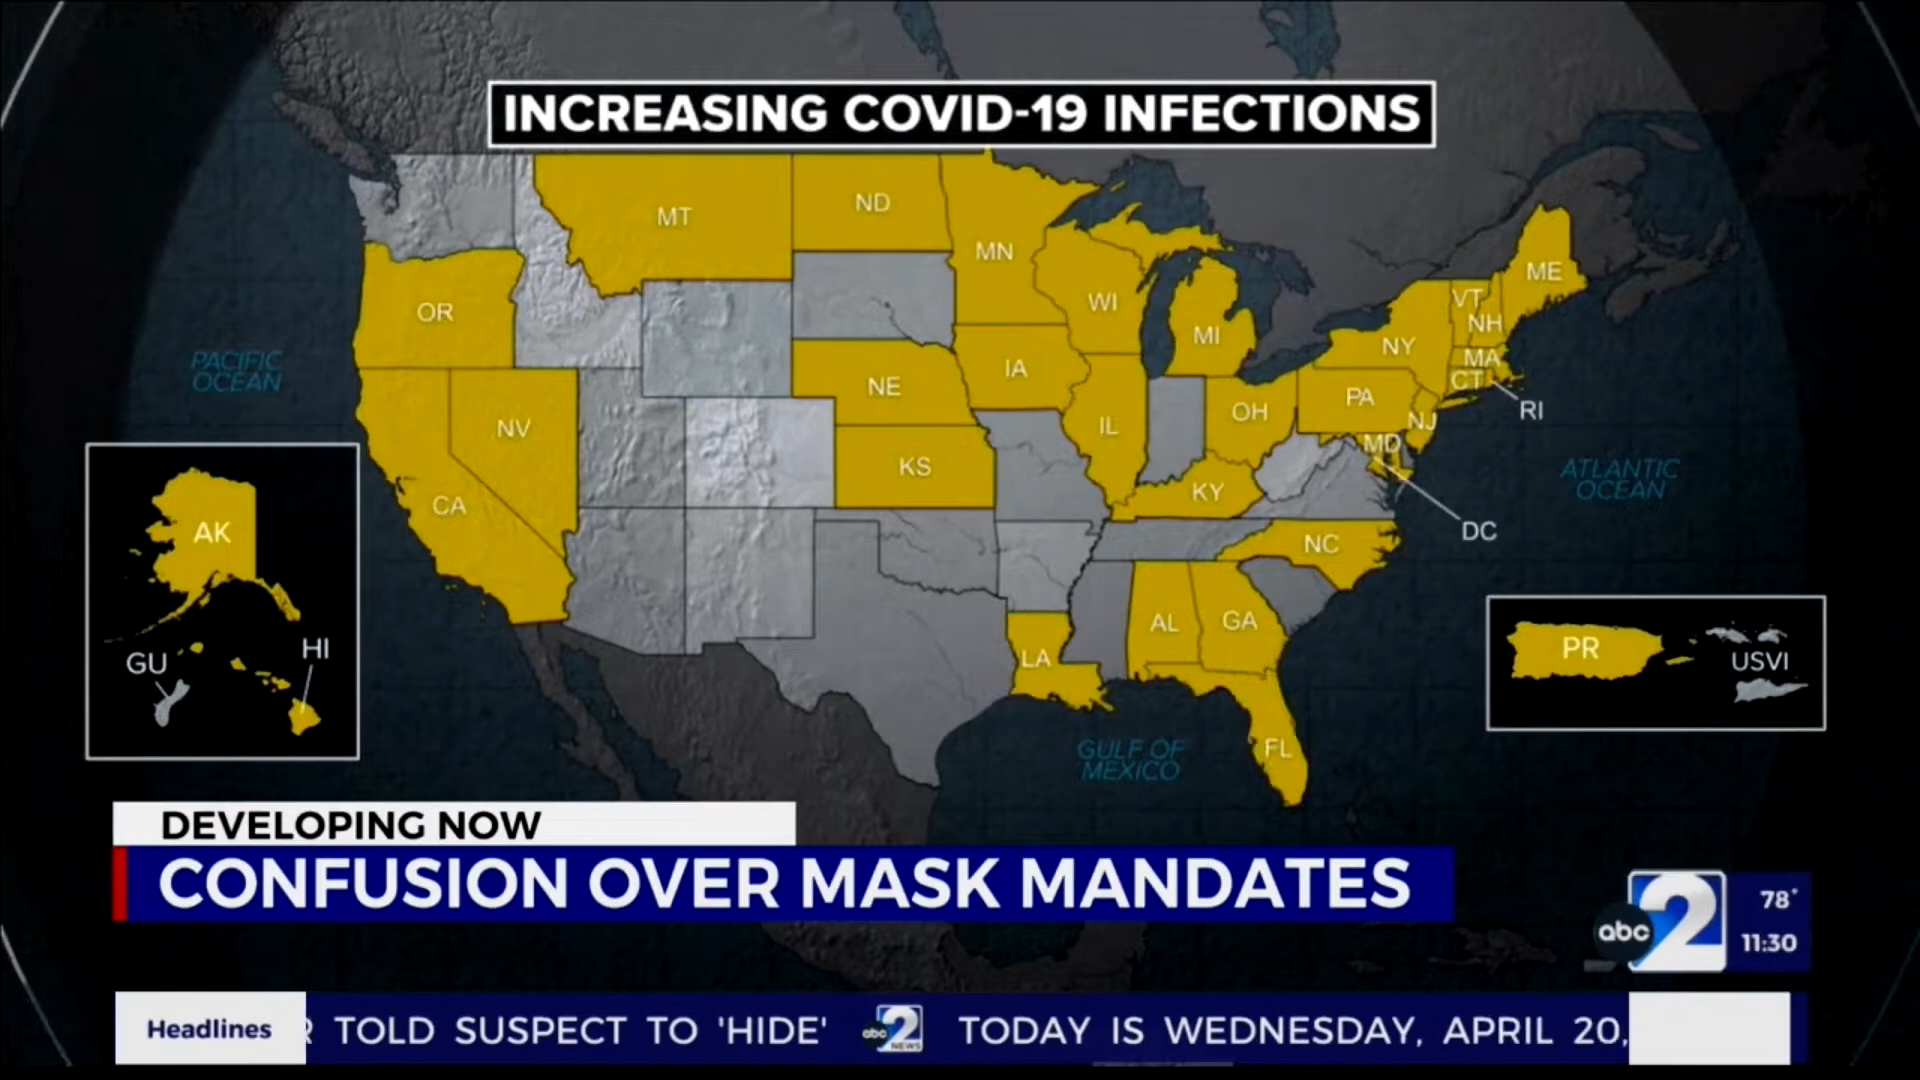 INCREASING COVID-19 INFECTIONS
MT
ND
MN
OR
WI
MI
ME
VT
NH
NY
MA
CT
RI
IA
NE
PA
NJ
OH
IL
MD
NV
KS
KY
CA
DC
NC
AK
AL
GA
LA
FL
HI
GU
PR
USVI
PACIFIC
OCEAN
ATLANTIC
OCEAN
GULF OF
MEXICO
DEVELOPING NOW
CONFUSION OVER MASK MANDATES
abc 2
78°
11:30
Headlines
TOLD SUSPECT TO 'HIDE' abc 2 NEWS TODAY IS WEDNESDAY, APRIL 20,